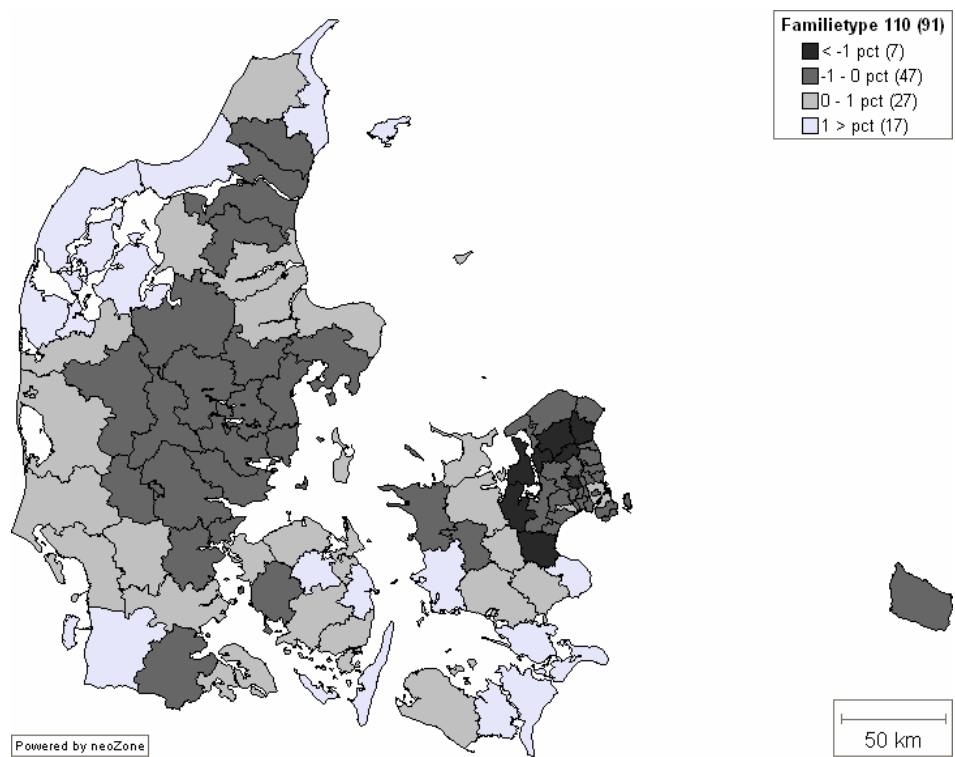 Familietype 110 (91)
< -1 pct (7)
-1 - 0 pct (47)
0 - 1 pct (27)
1 > pct (17)
Powered by neoZone
50 km